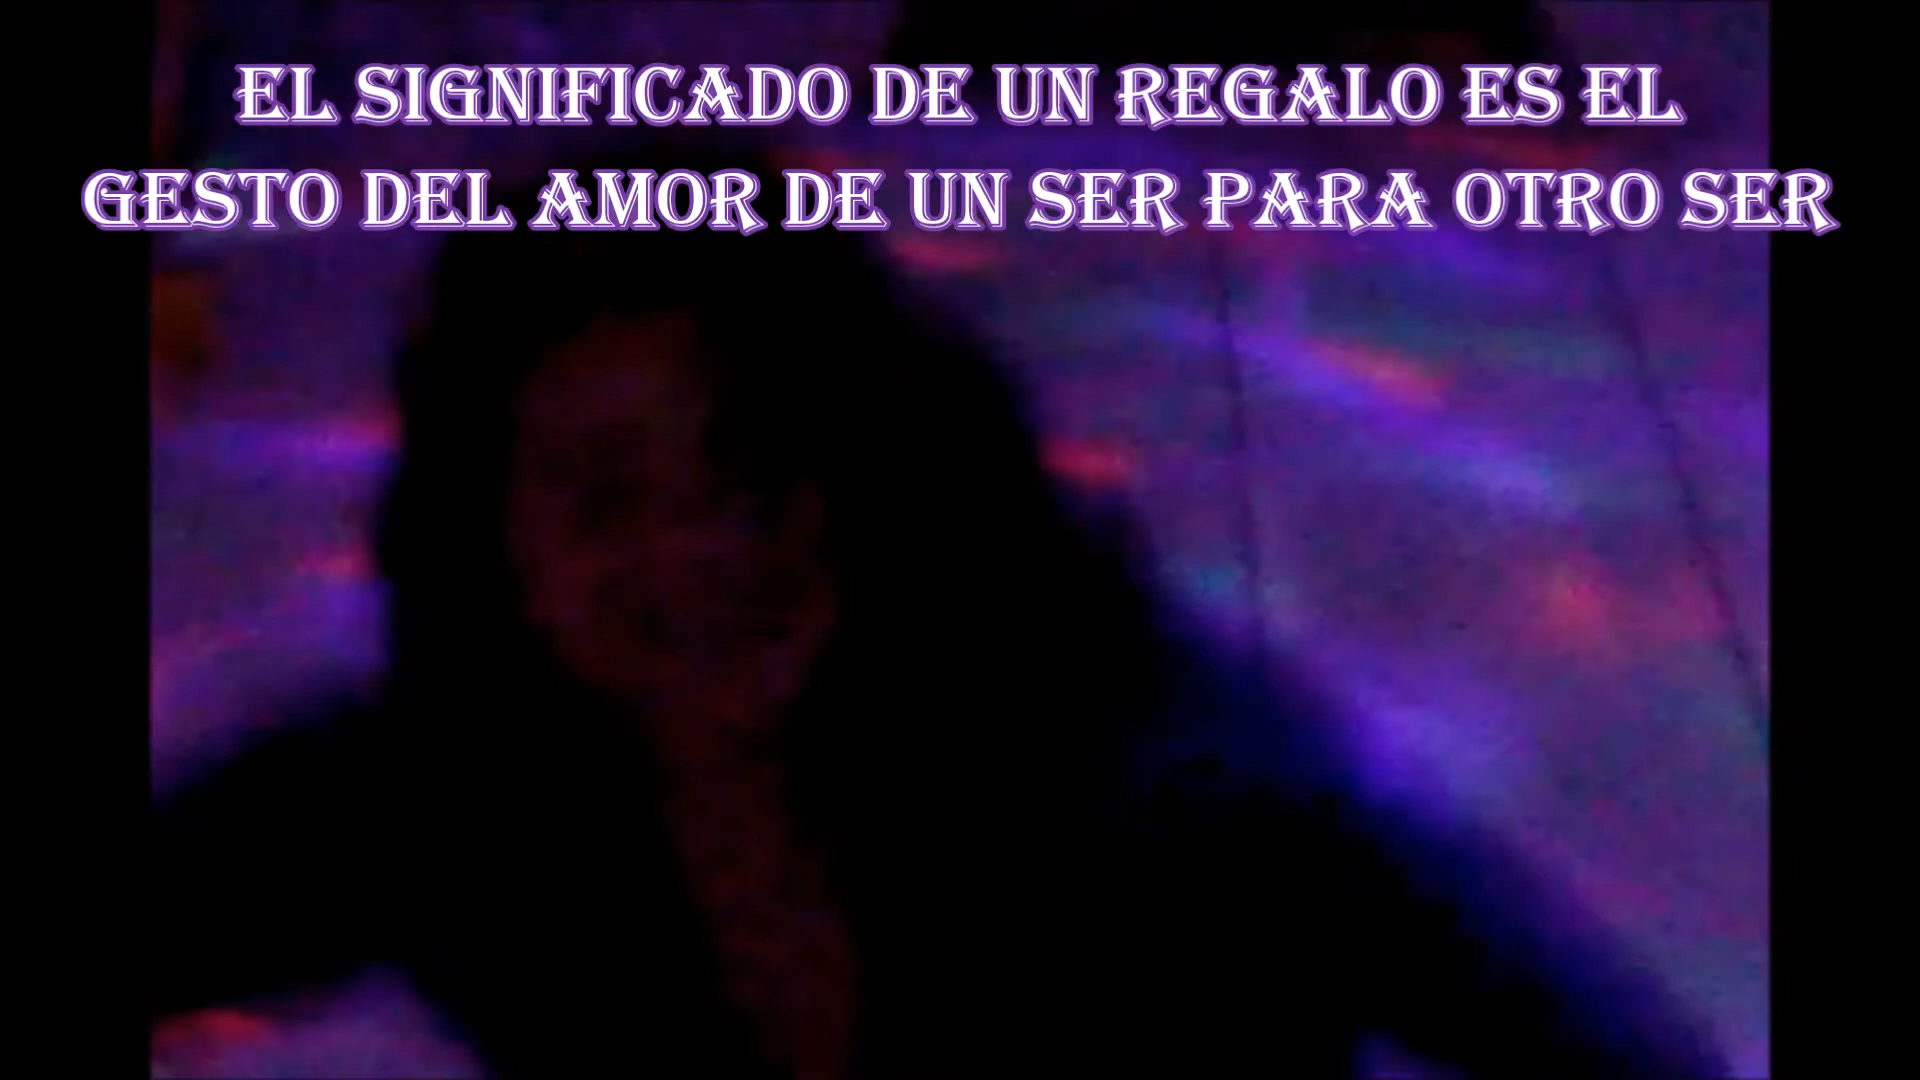 EL SIGNIFICADO DE UN REGALO ES EL
GESTO DEL AMOR DE UN SER PARA OTRO SER